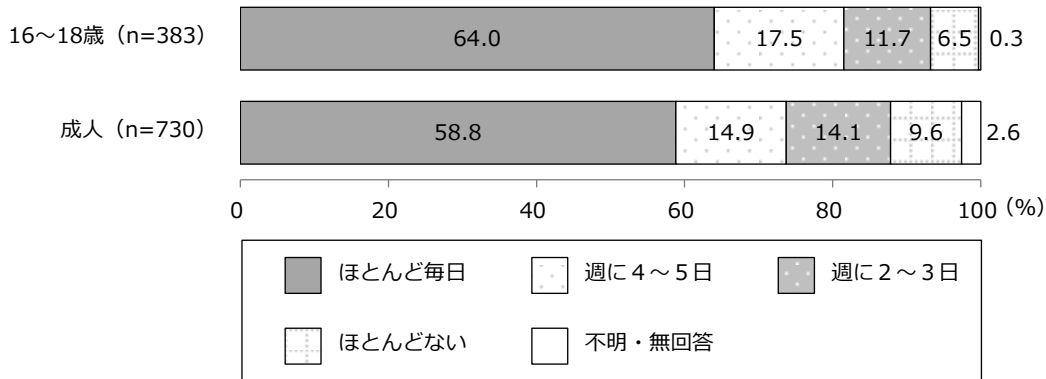 16～18歳（n=383） 64.0 17.5 11.7 6.5 0.3
成人（n=730） 58.8 14.9 14.1 9.6 2.6
0 20 40 60 80 100 (%)
ほとんど毎日 週に４～５日 週に２～３日
ほとんどない 不明・無回答